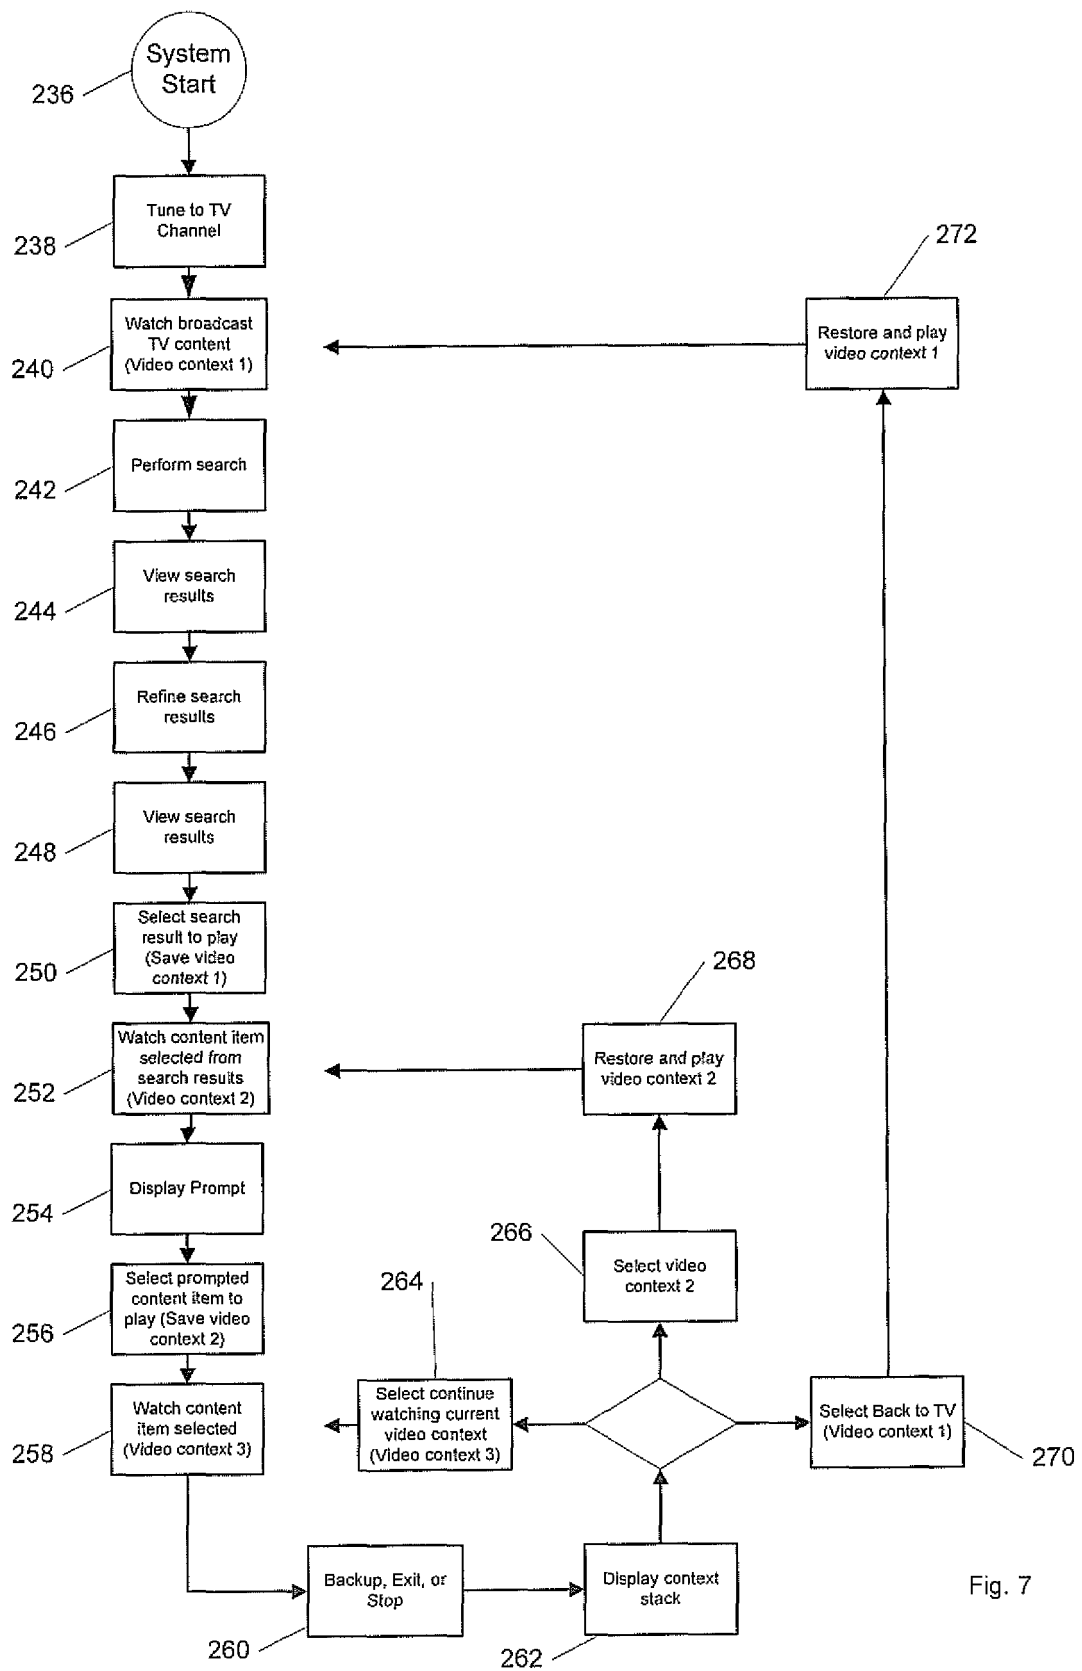 System
Start
236
Tune to TV
Channel
238
272
Watch broadcast
TV content
(Video context 1)
240
Restore and play
video context 1
Perform search
242
View search
results
244
Refine search
results
246
View search
results
248
Select search
result to play
(Save video
context 1)
250
268
Watch content item
selected from
search results
(Video context 2)
252
Restore and play
video context 2
Display Prompt
254
266
Select video
context 2
Select prompted
content item to
play (Save video
context 2)
256
264
Watch content
item selected
(Video context 3)
258
Select continue
watching current
video context
(Video context 3)
Select Back to TV
(Video context 1)
270
Backup, Exit, or
Stop
260
Display context
stack
262
Fig. 7